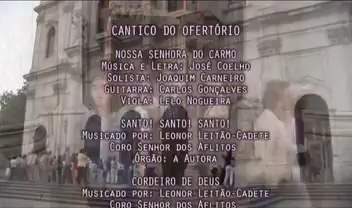 CANTICO DO OFERTÓRIO
NOSSA SENHORA DO CARMO
MÚSICA E LETRA: JOSÉ COELHO
SOLISTA: JOAQUIM CARNEIRO
GUITARRA: CARLOS GONÇALVES
VIOLA: LELO NOGUEIRA
SANTO! SANTO! SANTO!
MUSICADO POR: LEONOR LEITÃO-CADETE
CORO SENHOR DOS AFLITOS
ÓRGÃO: A AUTORA
CORDEIRO DE DEUS
MUSICADO POR: LEONOR LEITÃO-CADETE
CORO SENHOR DOS AFLITOS